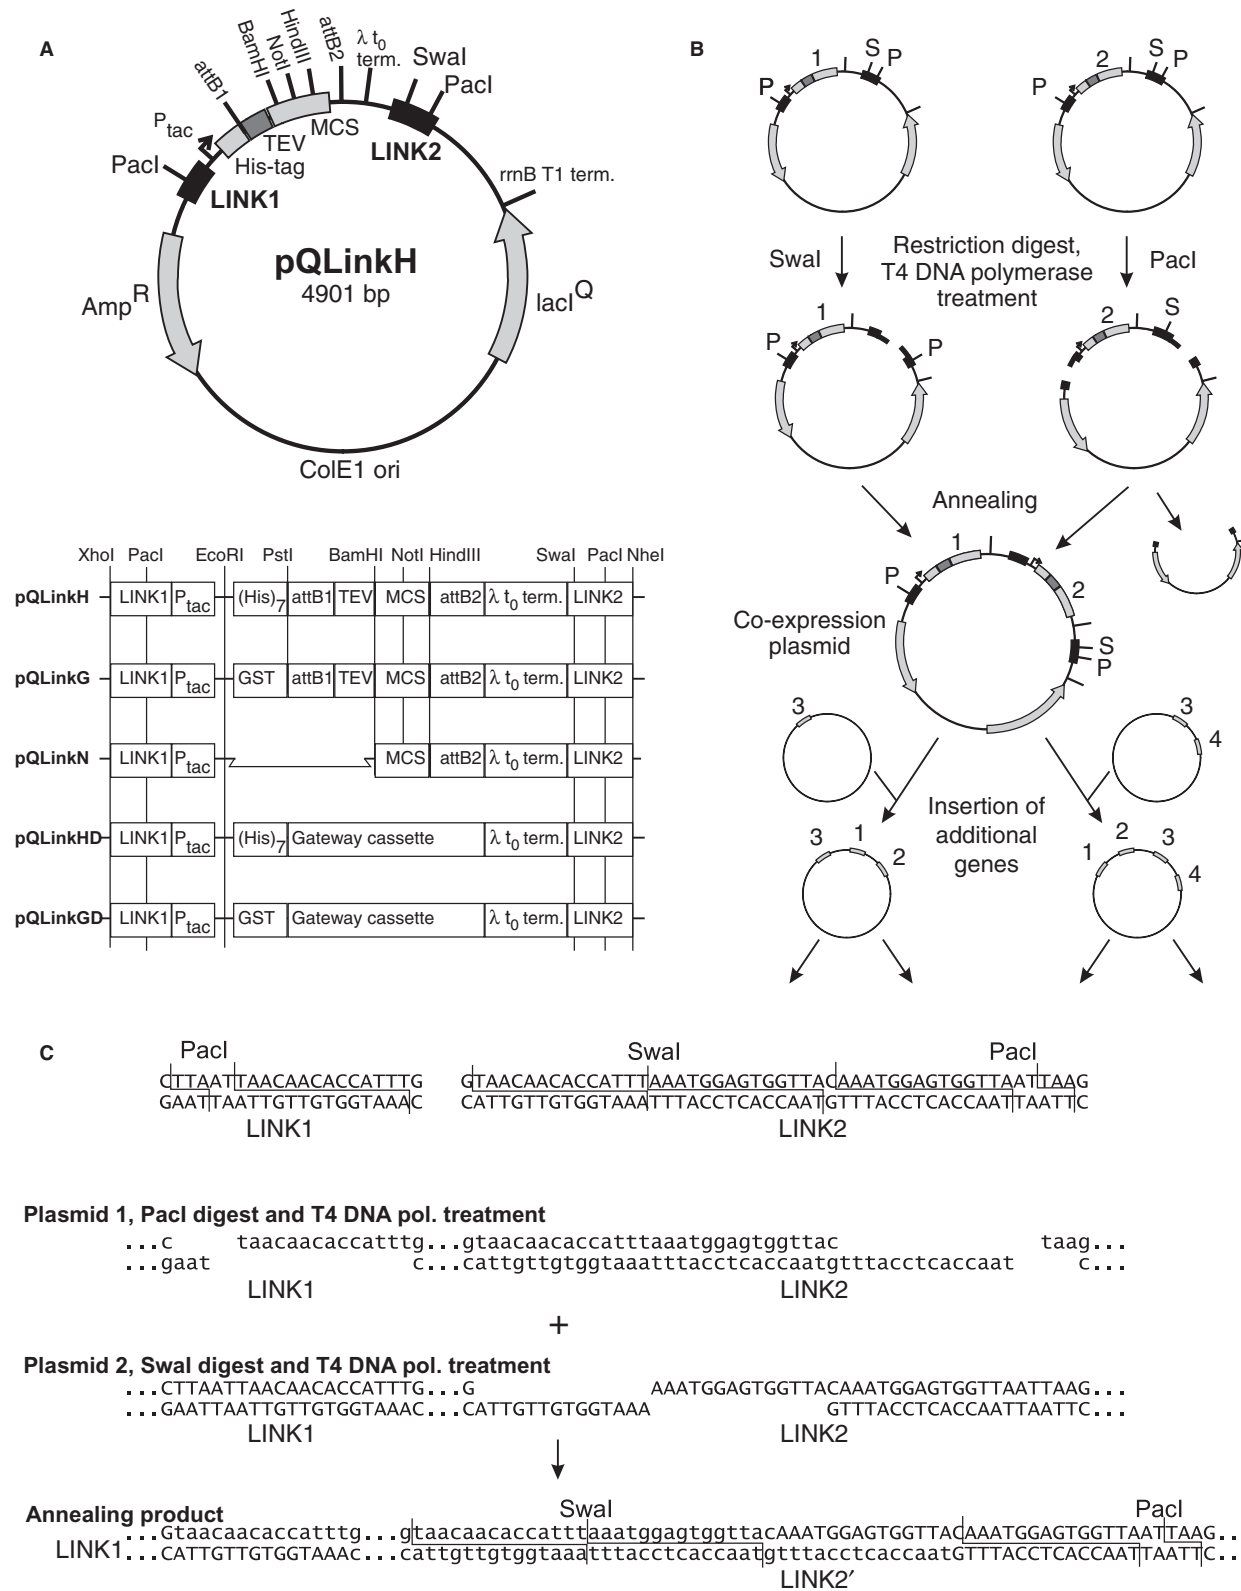 A
P tac
attB1
BamHI
NotI
HindIII
attB2
λ t0
term.
SwaI
PacI
TEV
MCS
His-tag
PacI
LINK1
LINK2
rrnB T1 term.
pQLinkH
4901 bp
AmpR
lacIQ
ColE1 ori
XhoI PacI EcoRI PstI BamHI NotI HindIII SwaI PacI NheI
pQLinkH LINK1 Ptac (His)7 attB1 TEV MCS attB2 λ t0 term. LINK2
pQLinkG LINK1 Ptac GST attB1 TEV MCS attB2 λ t0 term. LINK2
pQLinkN LINK1 Ptac MCS attB2 λ t0 term. LINK2
pQLinkHD LINK1 Ptac (His)7 Gateway cassette λ t0 term. LINK2
pQLinkGD LINK1 Ptac GST Gateway cassette λ t0 term. LINK2
B
P 1 S P
P 2 S P
SwaI
Restriction digest,
T4 DNA polymerase
treatment
PacI
P 1 P
2 S
Annealing
P 1 2 S P
Co-expression
plasmid
3
3 4
Insertion of
additional
genes
3 1 2
1 2 3 4
C
PacI SwaI PacI
CTTAATTAACAACACCATTTG GTAACAACACCATTTAAATGGAGTGGTTACAAATGGAGTGGTTAATTAAG
GAATTAATTGTTGTGGTAAAC CATTGTTGTGGTAAATTTACCTCACCAATGTTTACCTCACCAATTAATTC
LINK1 LINK2
Plasmid 1, PacI digest and T4 DNA pol. treatment
...c taacaacaccatttg...gtaacaacaccatttaaatggagtggttac taag...
...gaat c...cattgttgtggtaaatttacctcaccaatgtttacctcaccaat c...
LINK1 LINK2
+
Plasmid 2, SwaI digest and T4 DNA pol. treatment
...CTTAATTAACAACACCATTTG...G AAATGGAGTGGTTACAAATGGAGTGGTTAATTAAG...
...GAATTAATTGTTGTGGTAAAC...CATTGTTGTGGTAAA GTTTACCTCACCAATTAATTC...
LINK1 LINK2
Annealing product
SwaI PacI
...Gtaacaacaccatttg...gtaacaacaccatttaaatggagtggttacAAATGGAGTGGTTACAAATGGAGTGGTTAATTAAG...
LINK1...CATTGTTGTGGTAAAC...cattgttgtggtaaatttacctcaccaatgtttacctcaccaatGTTTACCTCACCAATTAATTC...
LINK2′